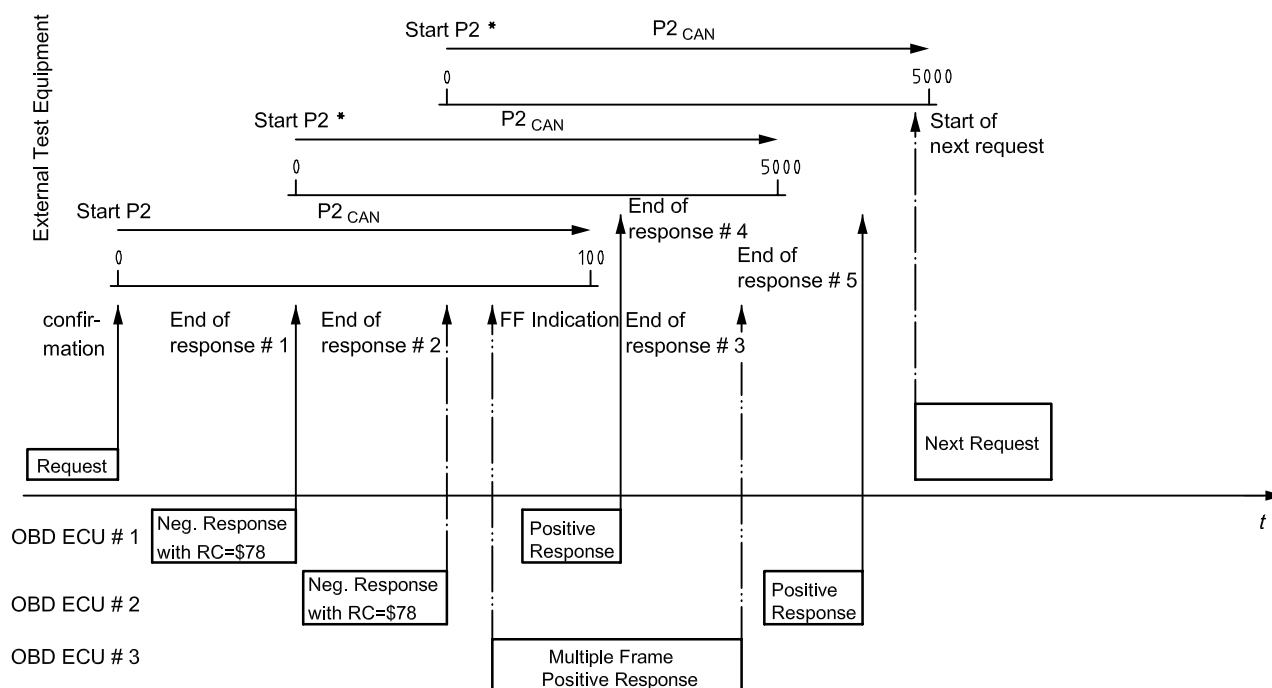 Start P2 *
P2 CAN
0
5000
External Test Equipment
Start P2 *
P2 CAN
Start of
next request
0
5000
Start P2
P2 CAN
End of
response # 4
0
100
End of
response # 5
confir-
mation
End of
response # 1
End of
response # 2
FF Indication
End of
response # 3
Request
Next Request
t
OBD ECU # 1
Neg. Response
with RC=$78
Positive
Response
OBD ECU # 2
Neg. Response
with RC=$78
Positive
Response
OBD ECU # 3
Multiple Frame
Positive Response